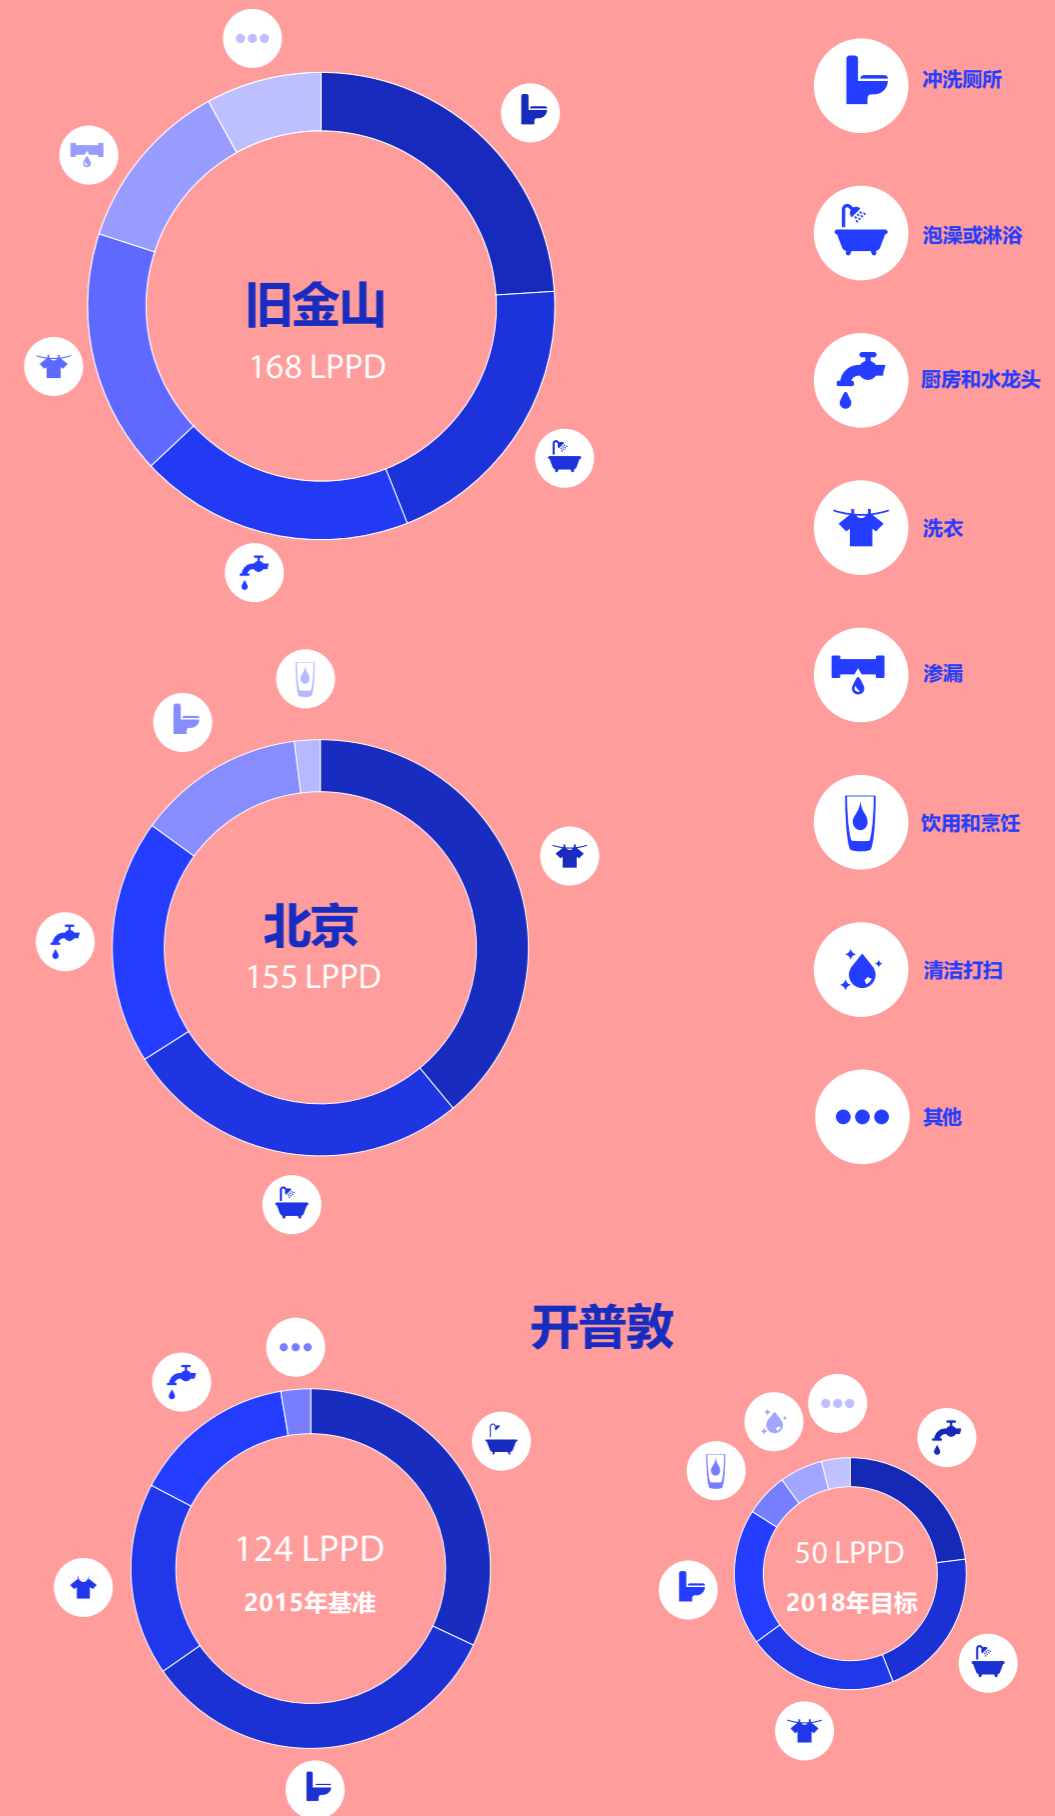 旧金山
168 LPPD
冲洗厕所
泡澡或淋浴
厨房和水龙头
洗衣
渗漏
饮用和烹饪
清洁打扫
其他
北京
155 LPPD
开普敦
124 LPPD
2015年基准
50 LPPD
2018年目标